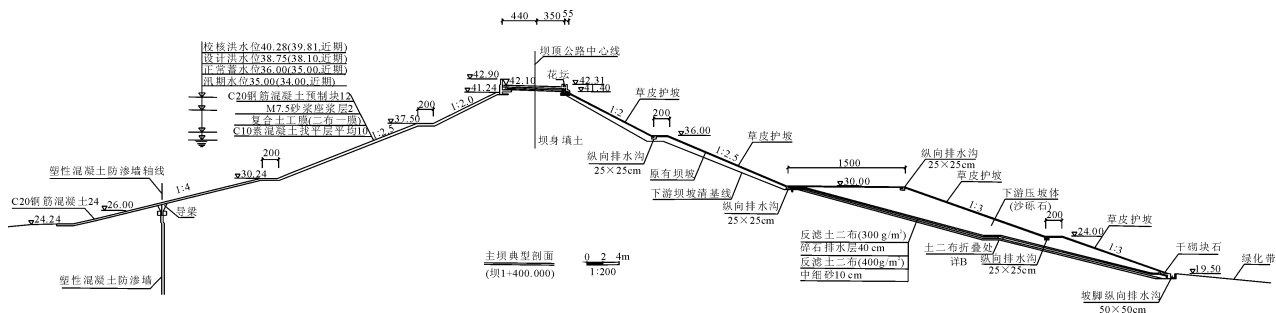 440
350
55
校核洪水位40.28(39.81,近期)
设计洪水位38.75(38.10,近期)
正常蓄水位36.00(35.00,近期)
汛期水位35.00(34.00,近期)
C20钢筋混凝土预制块12
M7.5砂浆座浆层2
复合土工膜(二布一膜)
C10素混凝土找平层平均10
坝顶公路中心线
花坛
42.90
42.10
42.31
41.24
41.40
草皮护坡
1:2.0
1:2
200
37.50
1:2.5
200
36.00
草皮护坡
坝身填土
纵向排水沟
25×25cm
1:2.5
原有坝坡
下游坝坡清基线
200
30.24
塑性混凝土防渗墙轴线
1:4
C20钢筋混凝土24
26.00
导梁
24.24
塑性混凝土防渗墙
1500
纵向排水沟
25×25cm
30.00
草皮护坡
纵向排水沟
25×25cm
1:3
下游压坡体
(沙砾石)
200
24.00
草皮护坡
1:3
反滤土二布(300 g/m²)
碎石排水层40 cm
反滤土二布(400g/m²)
中细砂10 cm
土二布折叠处
详B
纵向排水沟
25×25cm
干砌块石
19.50
绿化带
坡脚纵向排水沟
50×50cm
主坝典型剖面
(坝1+400.000)
0 2 4m
1:200